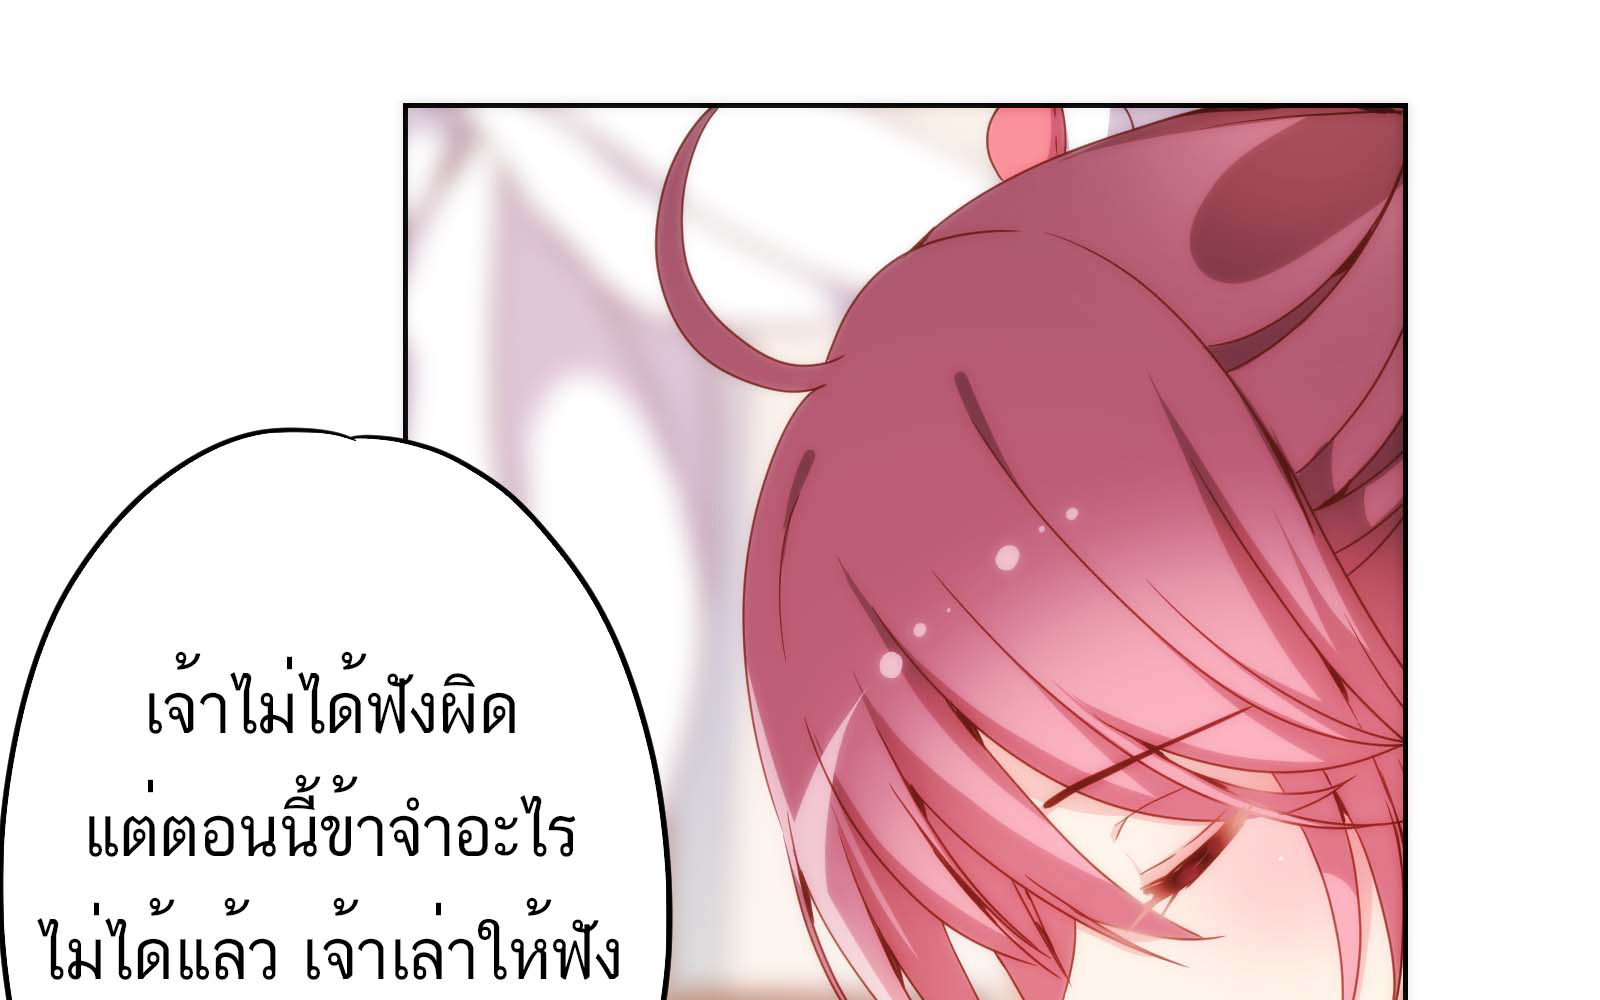 เจ้าไม่ได้ฟังผิด
แต่ตอนนี้ข้าจำอะไร
ไม่ได้แล้ว เจ้าเล่าให้ฟัง